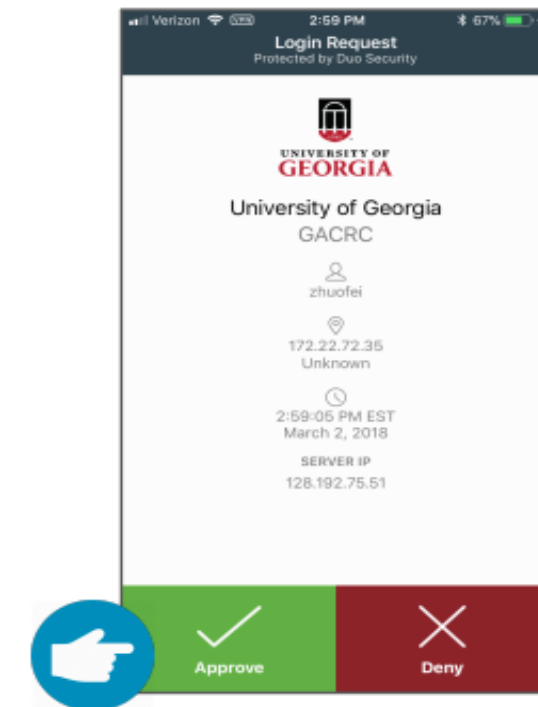 Verizon VPN 2:59 PM 67%
Login Request
Protected by Duo Security
UNIVERSITY OF
GEORGIA
University of Georgia
GACRC
zhuofei
172.22.72.35
Unknown
2:59:05 PM EST
March 2, 2018
SERVER IP
128.192.75.51
Approve Deny